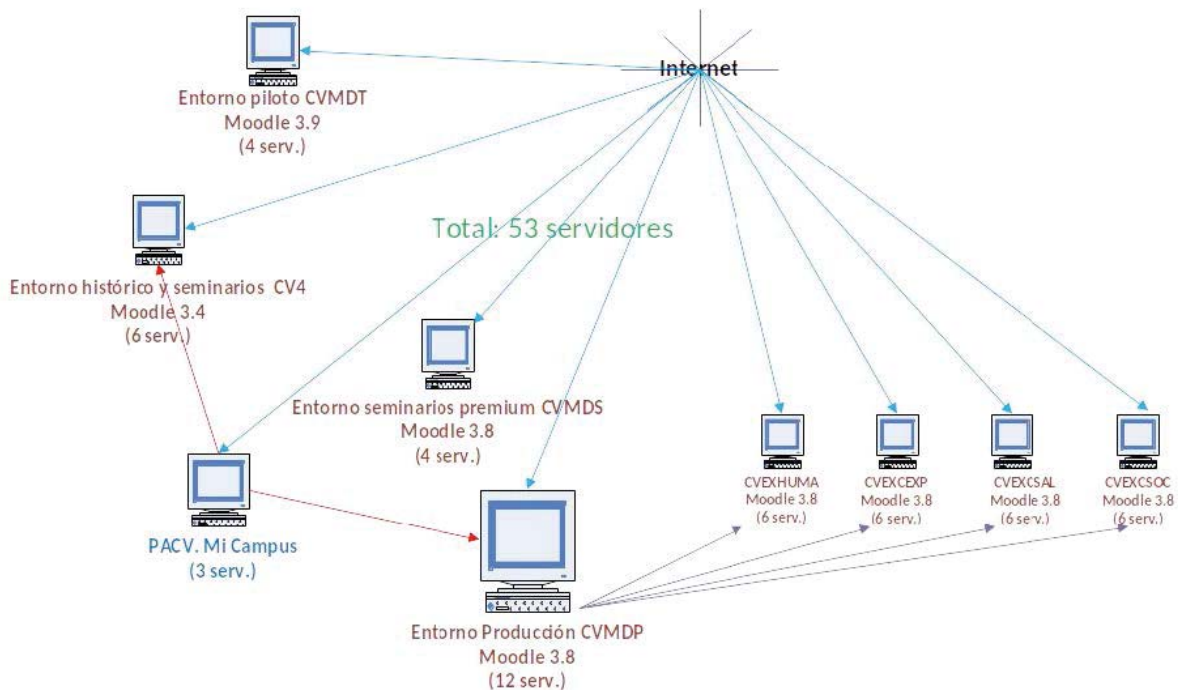 Internet
Entorno piloto CVMDT
Moodle 3.9
(4 serv.)
Total: 53 servidores
Entorno histórico y seminarios CV4
Moodle 3.4
(6 serv.)
Entorno seminarios premium CVMDS
Moodle 3.8
(4 serv.)
PACV. Mi Campus
(3 serv.)
Entorno Producción CVMDP
Moodle 3.8
(12 serv.)
CVEXHUMA
Moodle 3.8
(6 serv.)
CVEXCEXP
Moodle 3.8
(6 serv.)
CVEXCSAL
Moodle 3.8
(6 serv.)
CVEXCSOC
Moodle 3.8
(6 serv.)